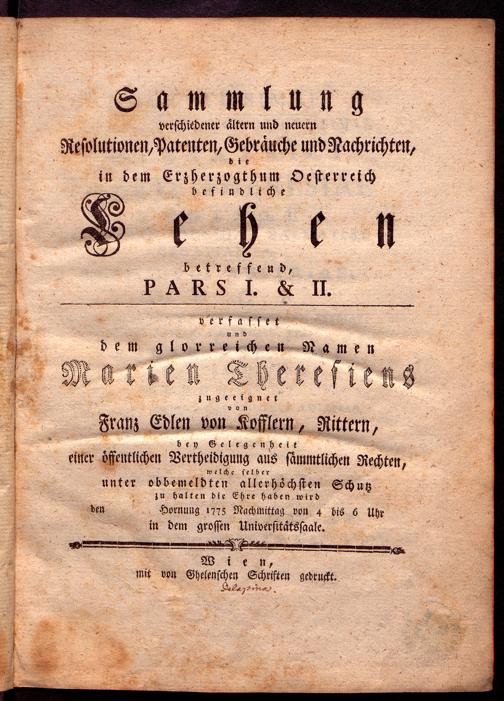 Sammlung
verschiedener ältern und neuern
Resolutionen, Patenten, Gebräuche und Nachrichten,
die
in dem Erzherzogthum Oesterreich
befindliche
Lehen
betreffend,
PARS I. & II.
verfasset
und
dem glorreichen Namen
Marien Theresiens
zugeeignet
von
Franz Edlen von Kofflern, Rittern,
bey Gelegenheit
einer öffentlichen Vertheidigung aus sämmtlichen Rechten,
welche selber
unter obbemeldten allerhöchsten Schutz
zu halten die Ehre haben wird
den Hornung 1775 Nachmittag von 4 bis 6 Uhr
in dem grossen Universitätssaale.
Wien,
mit von Ghelenschen Schriften gedruckt.